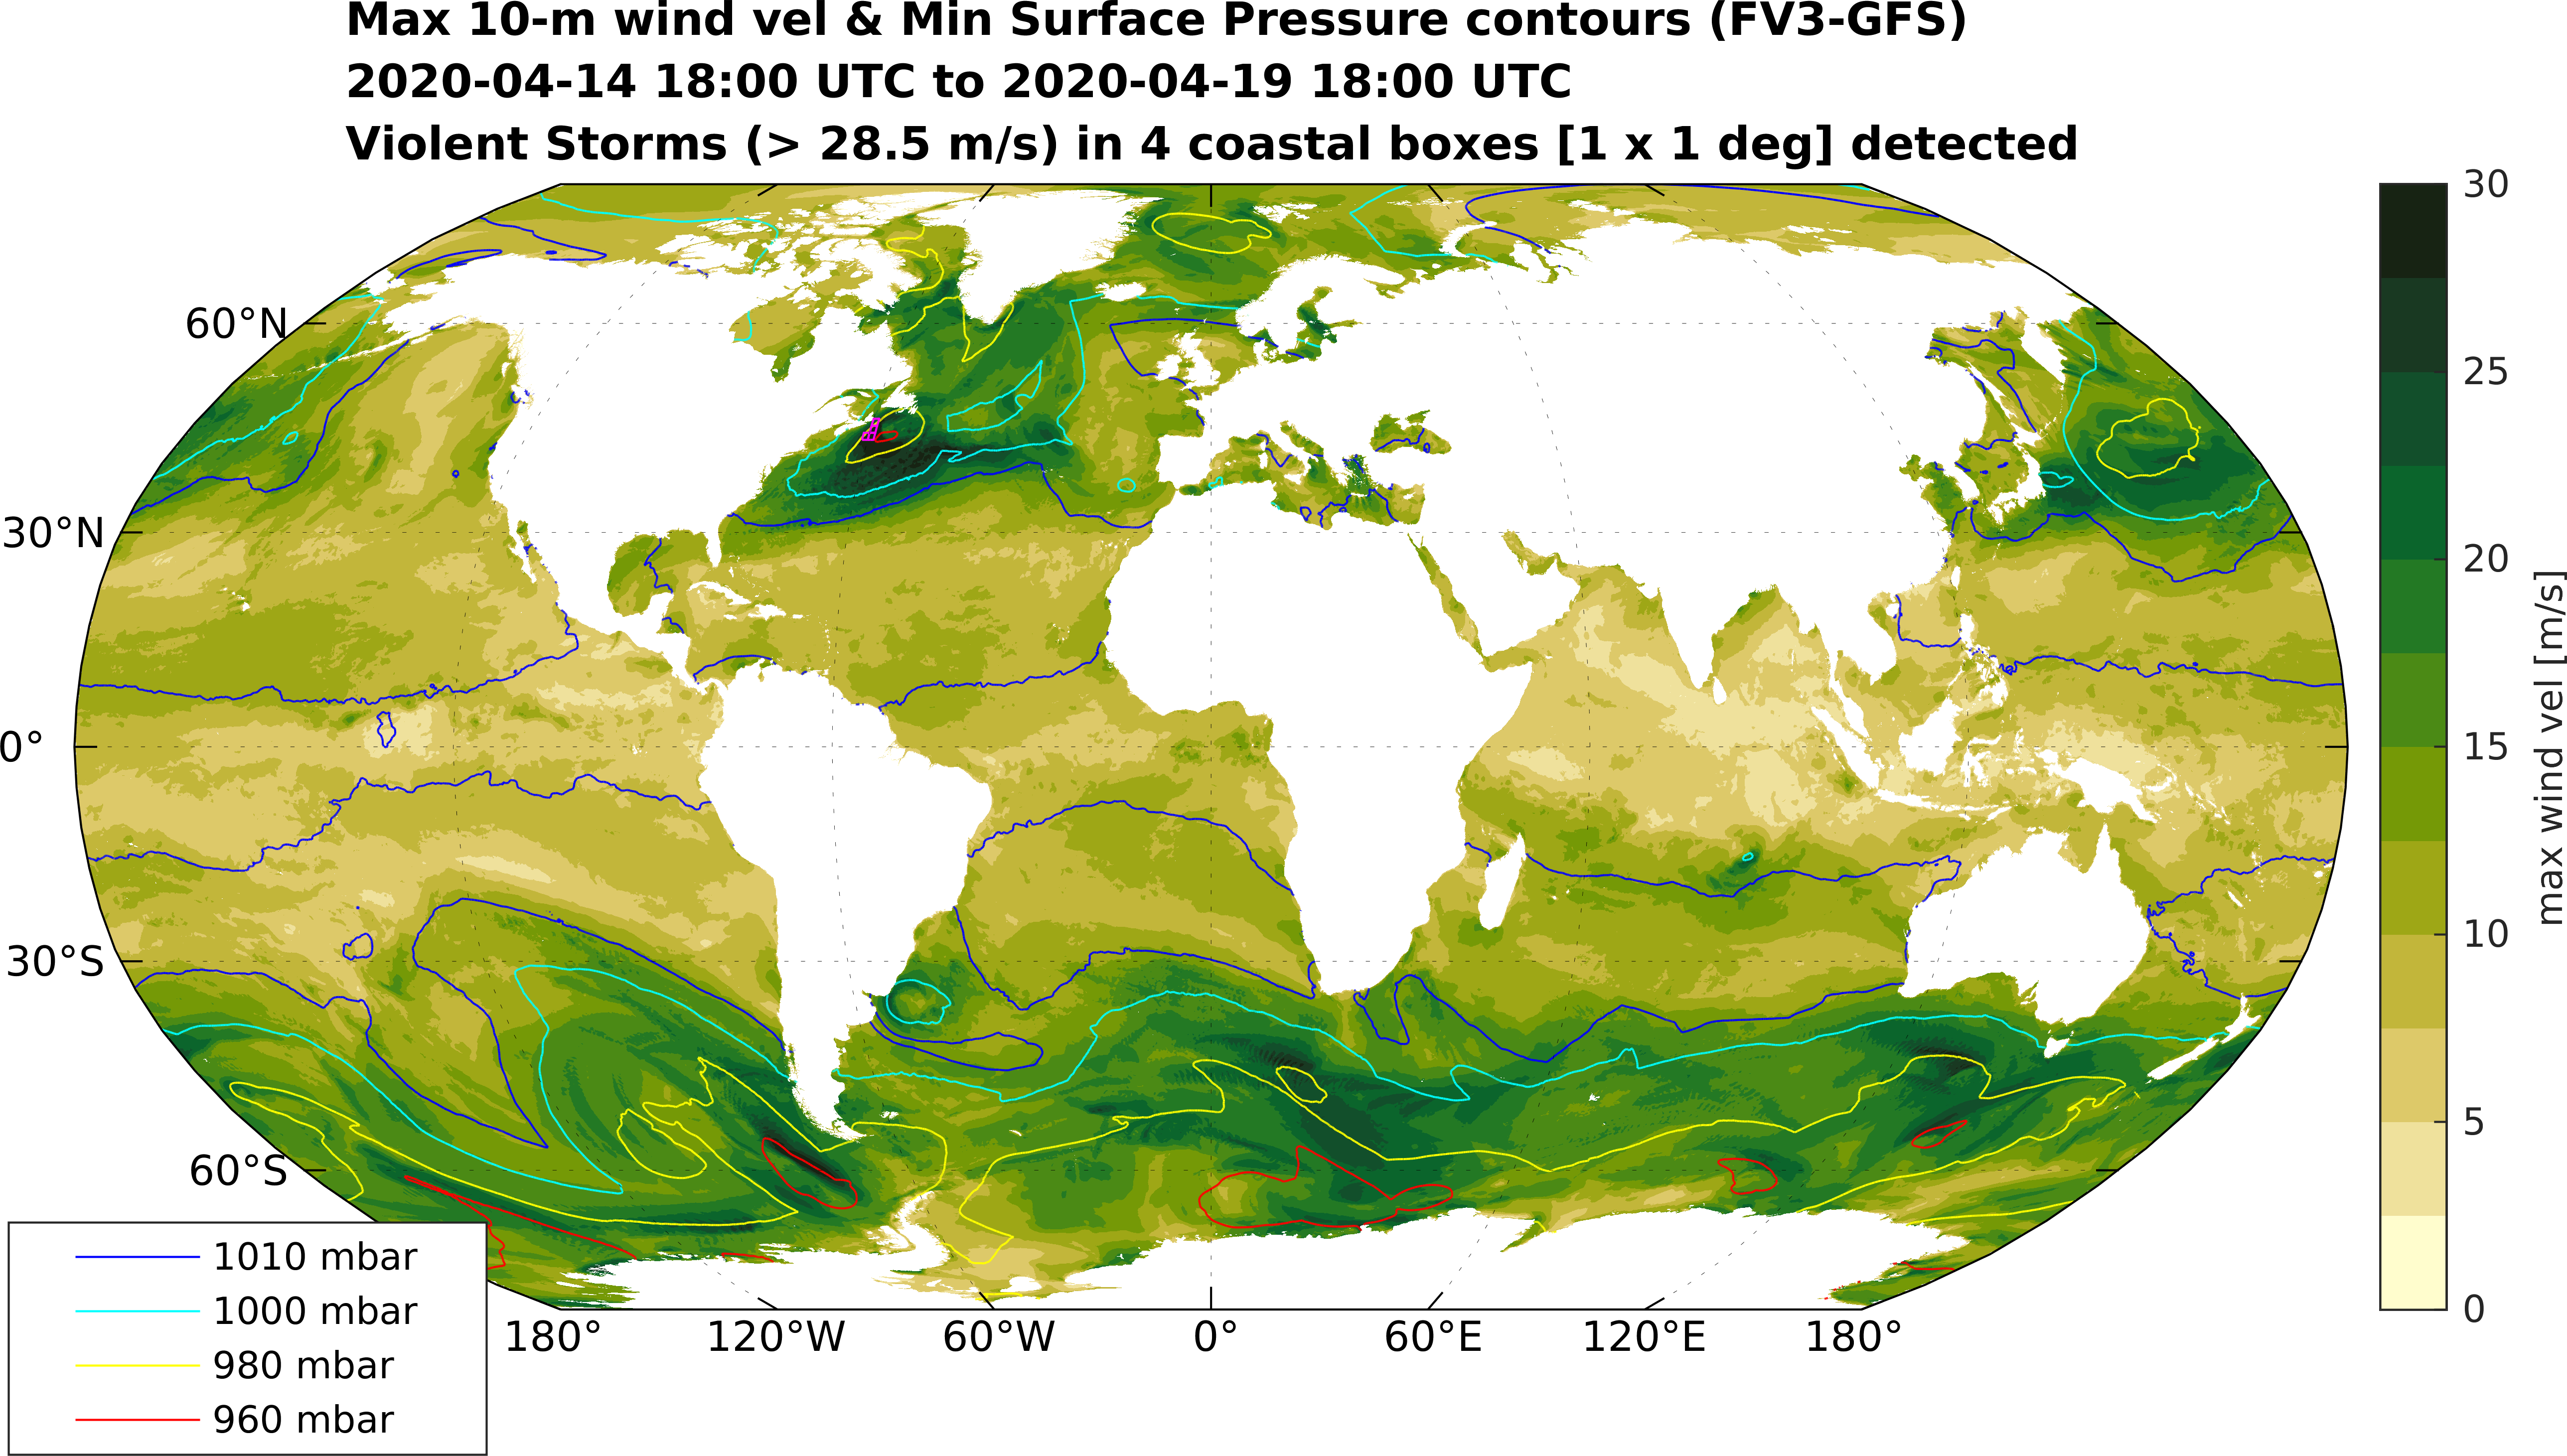 Max 10-m wind vel & Min Surface Pressure contours (FV3-GFS)
2020-04-14 18:00 UTC to 2020-04-19 18:00 UTC
Violent Storms (> 28.5 m/s) in 4 coastal boxes [1 x 1 deg] detected
60°N
30°N
0°
30°S
60°S
180°
120°W
60°W
0°
60°E
120°E
180°
1010 mbar
1000 mbar
980 mbar
960 mbar
30
25
20
15
10
5
0
max wind vel [m/s]